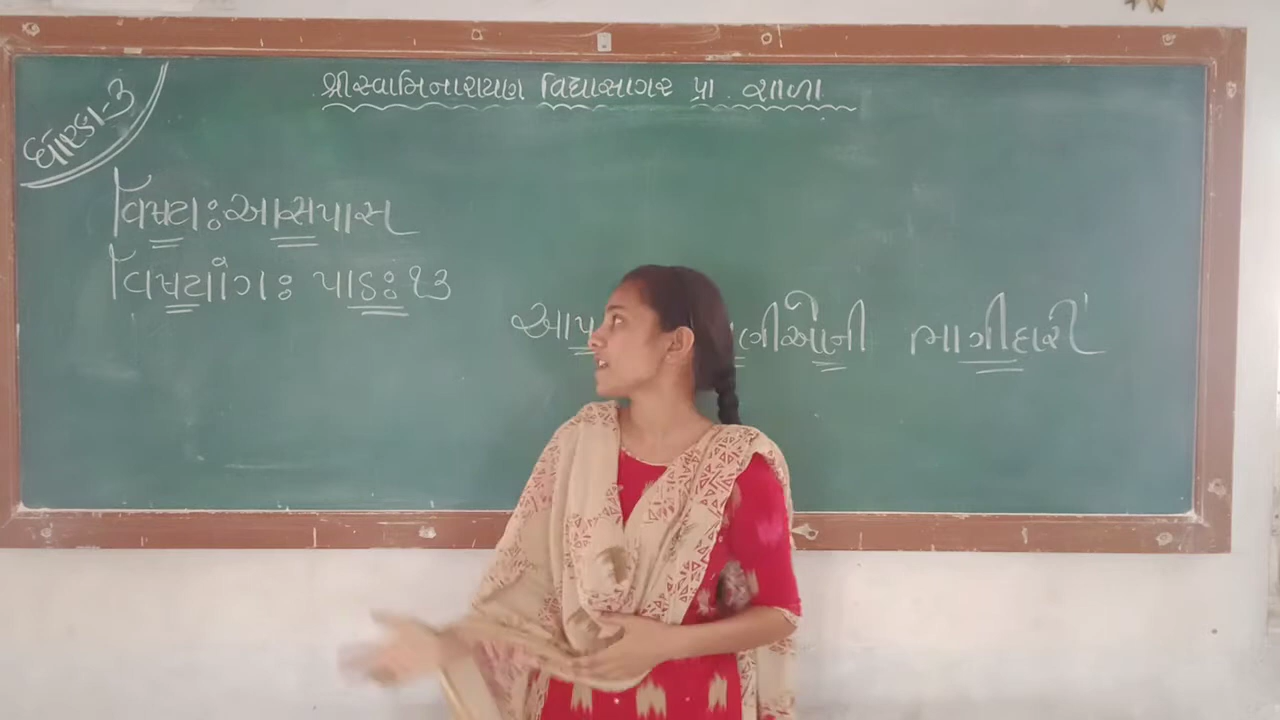 શ્રી સ્વામિનારાયણ વિદ્યાસાગર પ્રા. શાળા
ધોરણ-3
વિષય: આસપાસ
વિષયાંગ: પાઠ: ૧૩
ભાગીદારી